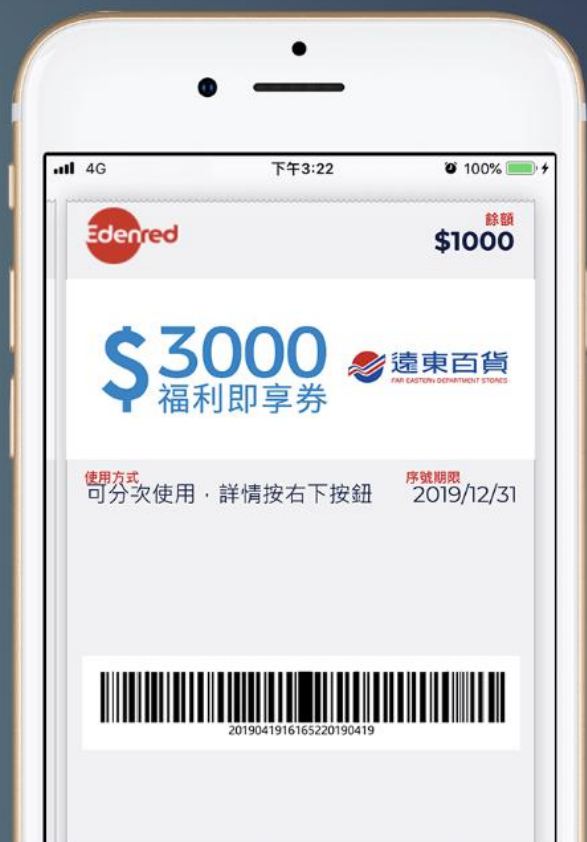 4G 下午3:22 100%
Edenred
餘額
$1000
$3000
福利即享券
遠東百貨
FAR EASTERN DEPARTMENT STORES
使用方式
可分次使用，詳情按右下按鈕
序號期限
2019/12/31
2019041916165220190419